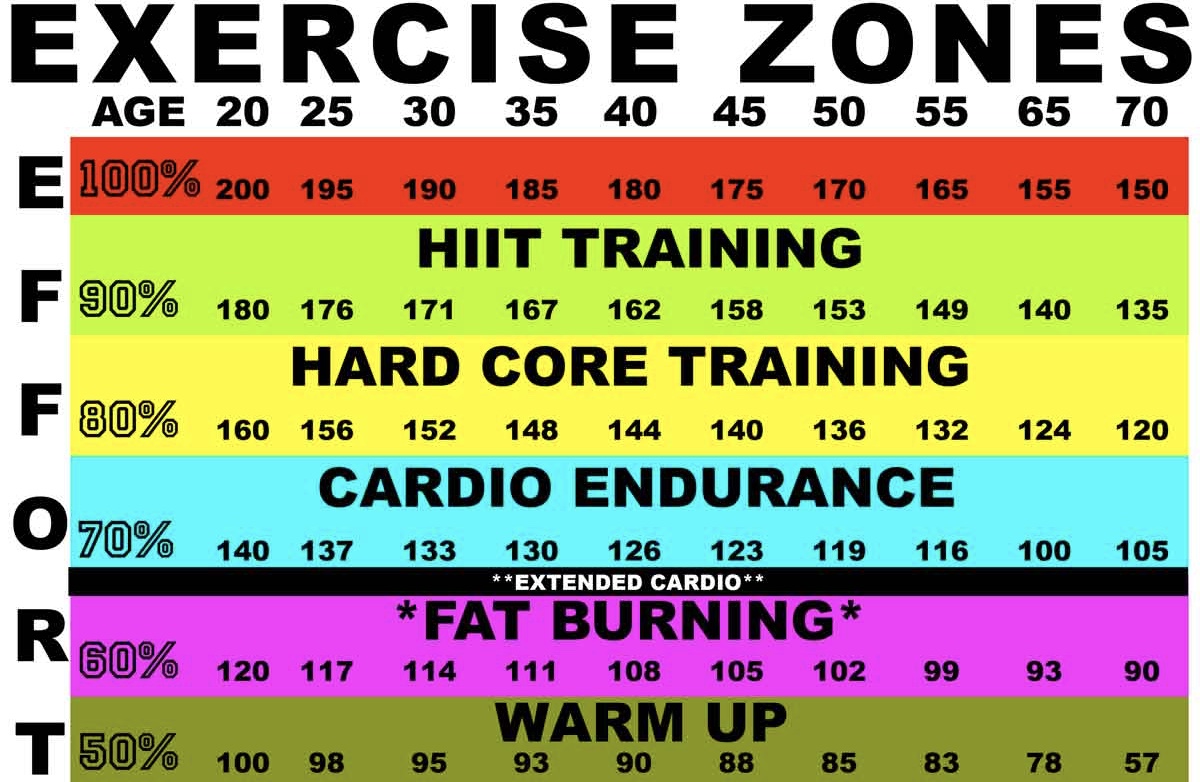 EXERCISE ZONES
AGE 20 25 30 35 40 45 50 55 65 70
EFFORT
100% 200 195 190 185 180 175 170 165 155 150
HIIT TRAINING
90% 180 176 171 167 162 158 153 149 140 135
HARD CORE TRAINING
80% 160 156 152 148 144 140 136 132 124 120
CARDIO ENDURANCE
70% 140 137 133 130 126 123 119 116 100 105
**EXTENDED CARDIO**
*FAT BURNING*
60% 120 117 114 111 108 105 102 99 93 90
WARM UP
50% 100 98 95 93 90 88 85 83 78 57